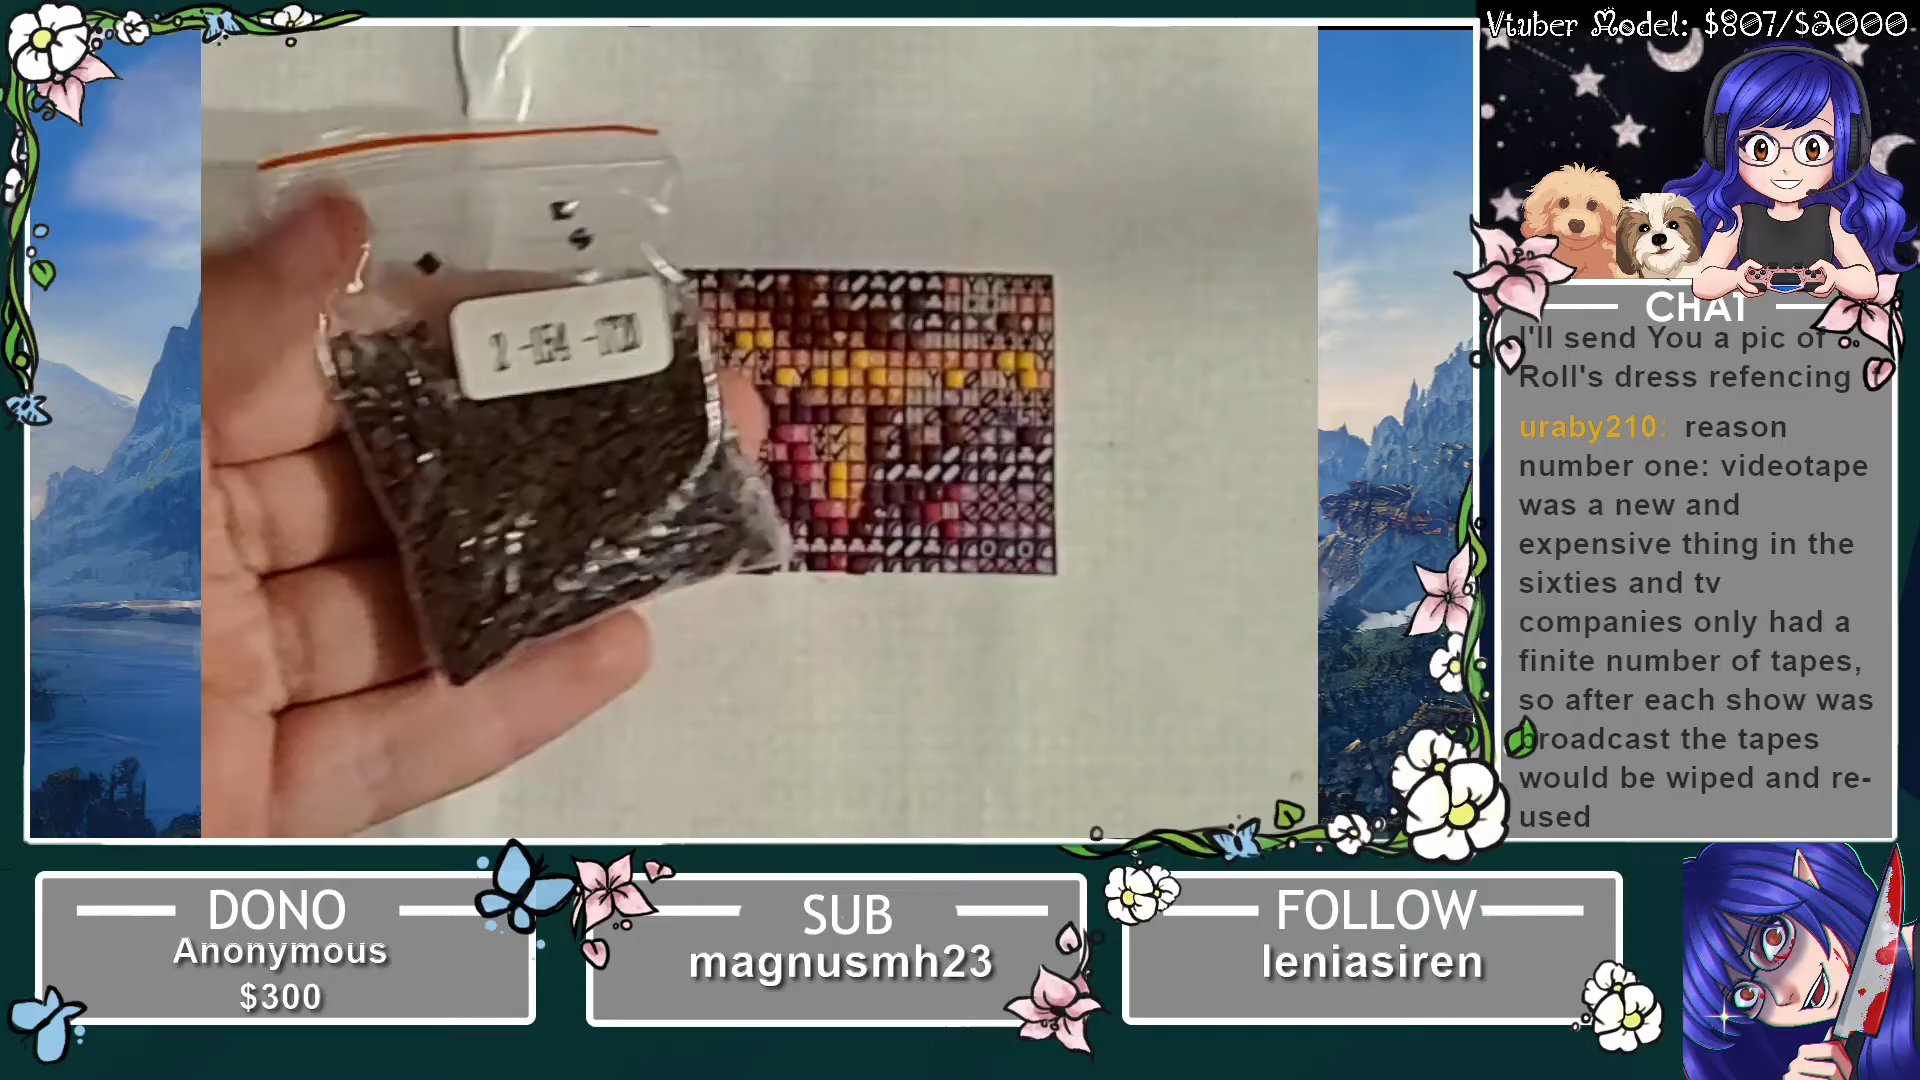 Vtuber Model: $807/$2000
CHAT
I'll send You a pic of
Roll's dress refencing
uraby210: reason
number one: videotape
was a new and
expensive thing in the
sixties and tv
companies only had a
finite number of tapes,
so after each show was
broadcast the tapes
would be wiped and re-
used
DONO
Anonymous
$300
SUB
magnusmh23
FOLLOW
leniasiren